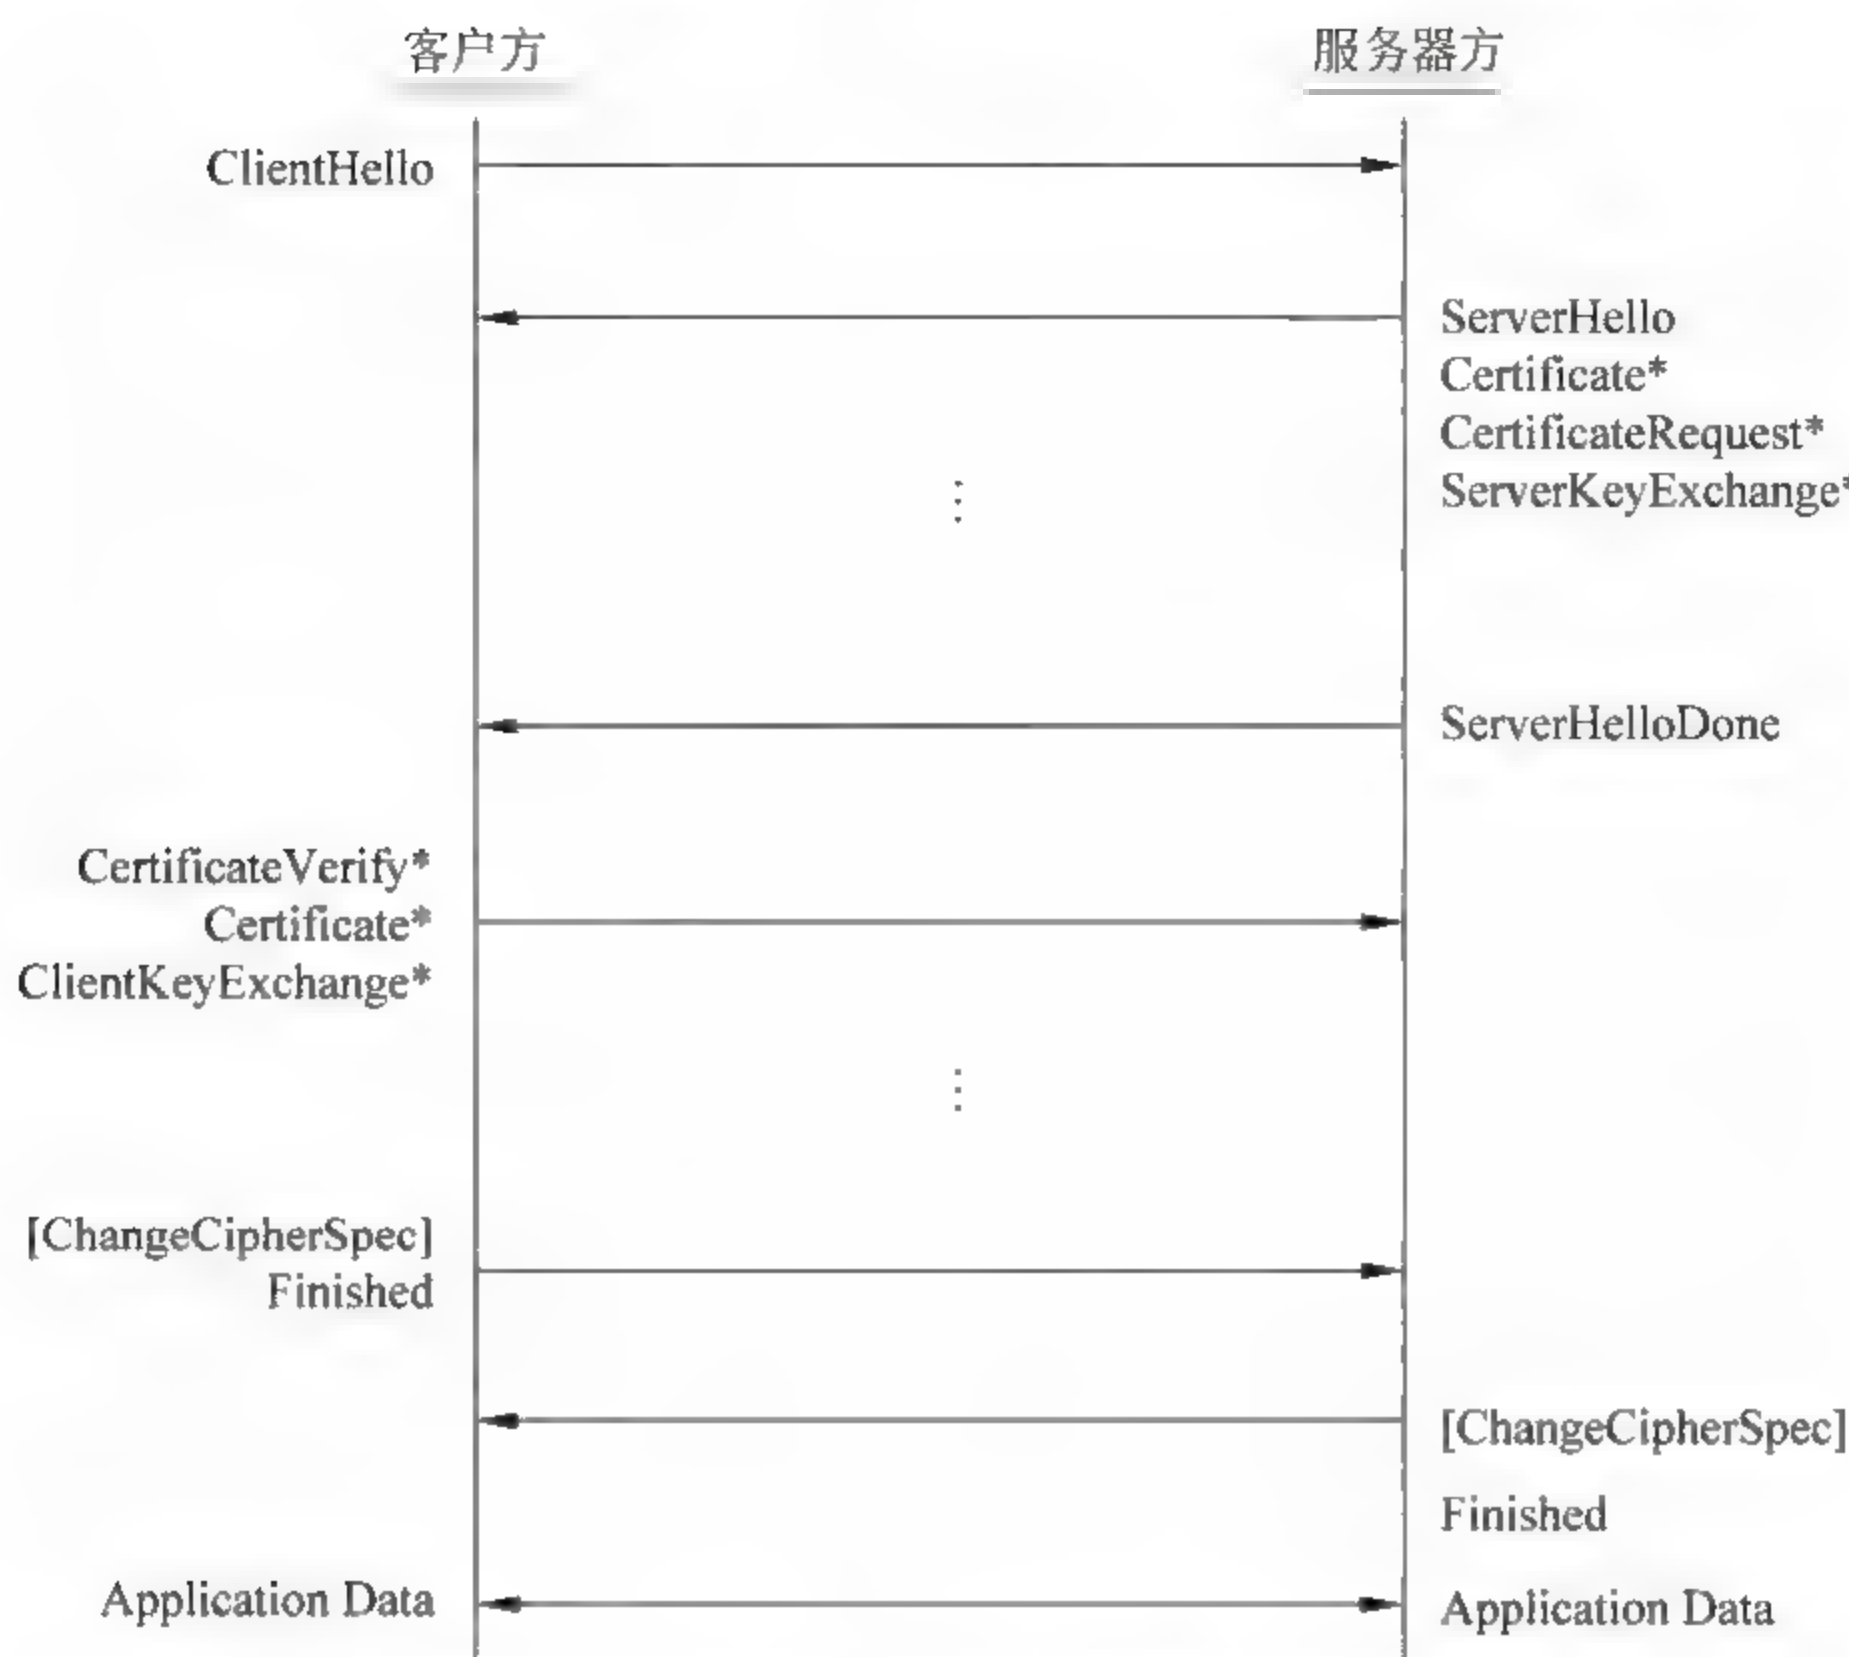 客户方
服务器方
ClientHello
ServerHello
Certificate*
CertificateRequest*
ServerKeyExchange*
ServerHelloDone
CertificateVerify*
Certificate*
ClientKeyExchange*
[ChangeCipherSpec]
Finished
[ChangeCipherSpec]
Finished
Application Data
Application Data